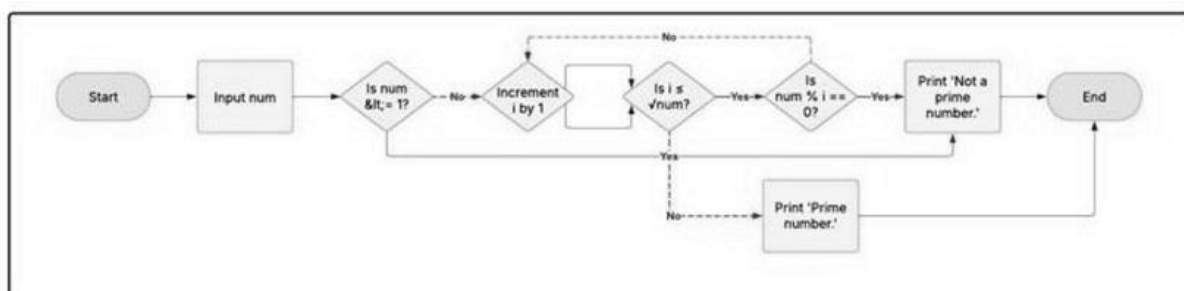 No
Start
Input num
Is num
&lt;= 1?
No
Increment
i by 1
Is i ≤
√num?
Yes
Is
num % i ==
0?
Yes
Print 'Not a
prime
number.'
End
Yes
No
Print 'Prime
number.'